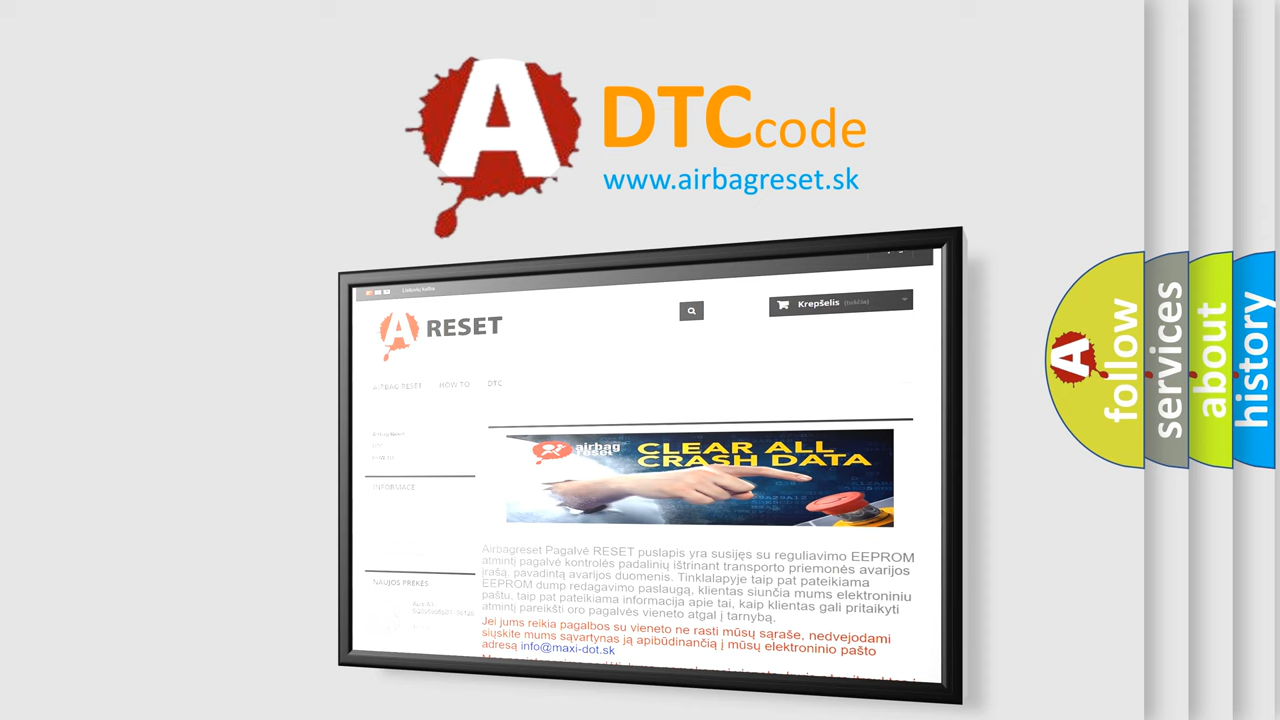 A
DTCcode
www.airbagreset.sk
Lietuvių kalba
A RESET
Krepšelis (tuščia)
AIRBAG RESET HOW TO DTC
INFORMACE
NAUJOS PREKĖS
airbag
reset
CLEAR ALL
CRASH DATA
Airbagreset Pagalvė RESET puslapis yra susijęs su reguliavimo EEPROM
atmintį pagalvė kontrolės padalinių ištrinant transporto priemonės avarijos
įrašą, pavadintą avarijos duomenis. Tinklalapyje taip pat pateikiama
EEPROM dump redagavimo paslaugą, klientas siunčia mums elektroniniu
paštu, taip pat pateikiama informacija apie tai, kaip klientas gali pritaikyti
atmintį pareikšti oro pagalvės vieneto atgal į tarnybą.
Jei jums reikia pagalbos su vieneto ne rasti mūsų sąraše, nedvejodami
siųskite mums sąvartynas ją apibūdinančią į mūsų elektroninio pašto
adresą info@maxi-dot.sk
A
follow
services
about
history